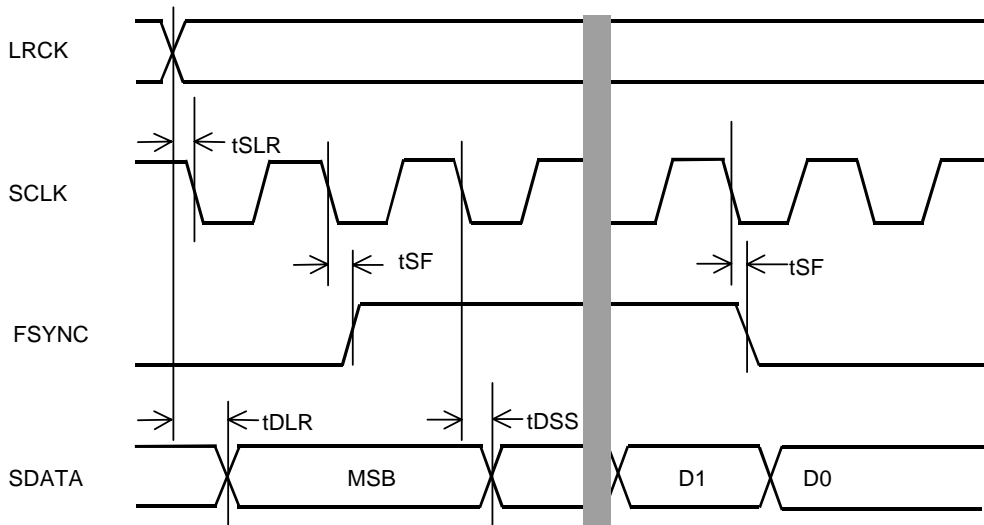 LRCK
tSLR
SCLK
tSF
tSF
FSYNC
tDLR
tDSS
SDATA
MSB
D1
D0